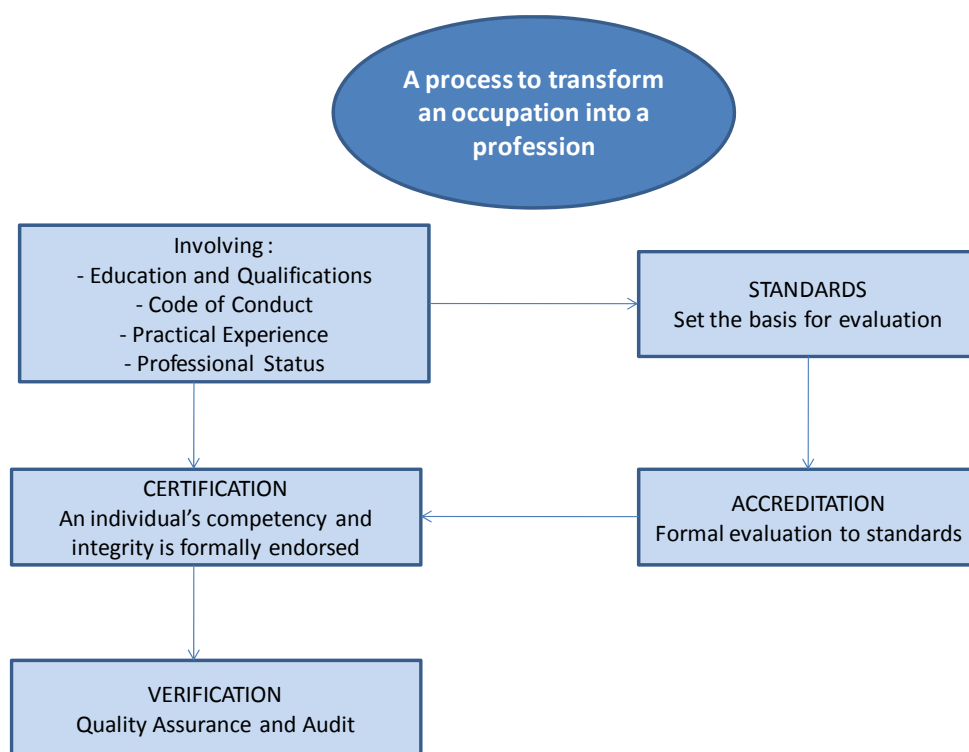 A process to transform
an occupation into a
profession
Involving :
- Education and Qualifications
- Code of Conduct
- Practical Experience
- Professional Status
STANDARDS
Set the basis for evaluation
CERTIFICATION
An individual’s competency and
integrity is formally endorsed
ACCREDITATION
Formal evaluation to standards
VERIFICATION
Quality Assurance and Audit